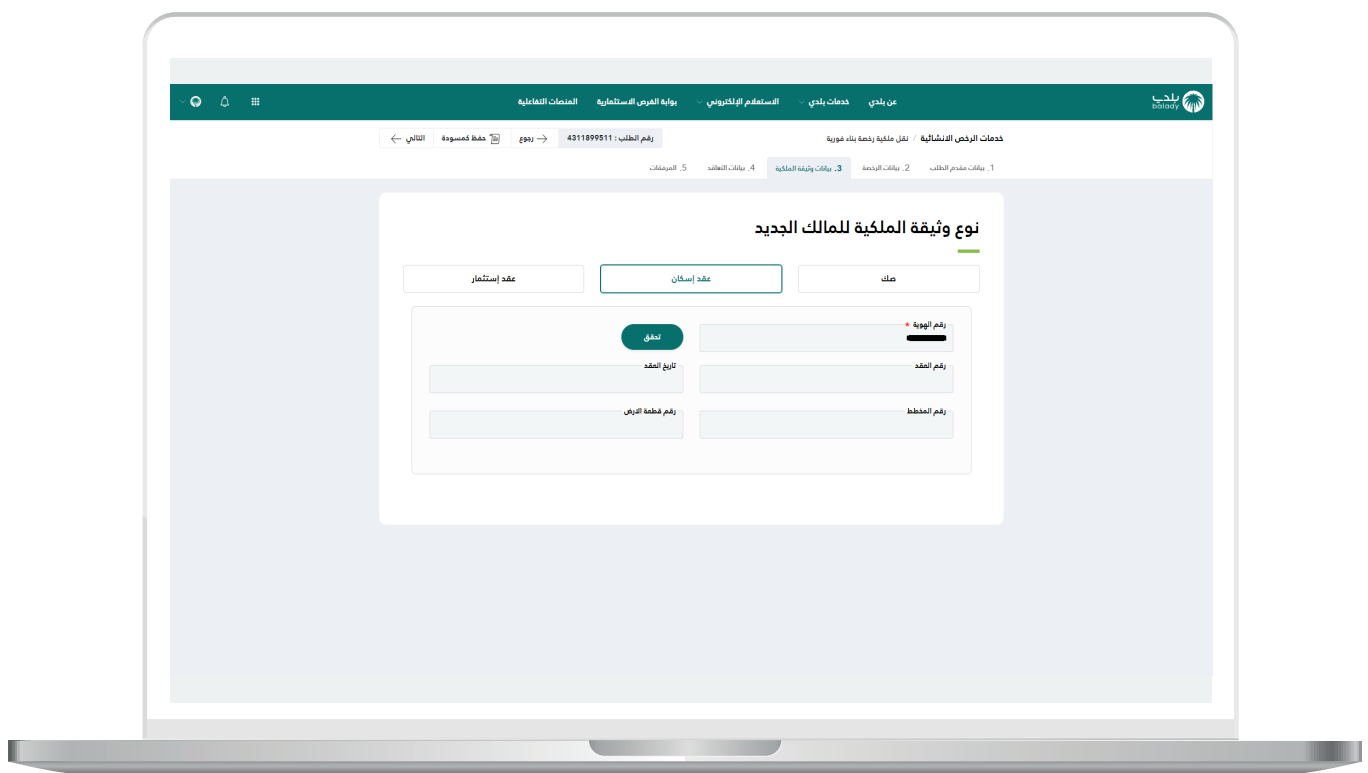 بلدي
balady
عن بلدي
خدمات بلدي
الاستعلام الإلكتروني
بوابة الفرص الاستثمارية
المنصات التفاعلية
خدمات الرخص الانشائية / نقل ملكية رخصة بناء فورية
رقم الطلب : 4311899511
رجوع
حفظ كمسودة
التالي
1. بيانات مقدم الطلب
2. بيانات الرخصة
3. بيانات وثيقة الملكية
4. بيانات التعاقد
5. المرفقات
نوع وثيقة الملكية للمالك الجديد
صك
عقد إسكان
عقد إستثمار
رقم الهوية *
تحقق
رقم العقد
تاريخ العقد
رقم المخطط
رقم قطعة الارض